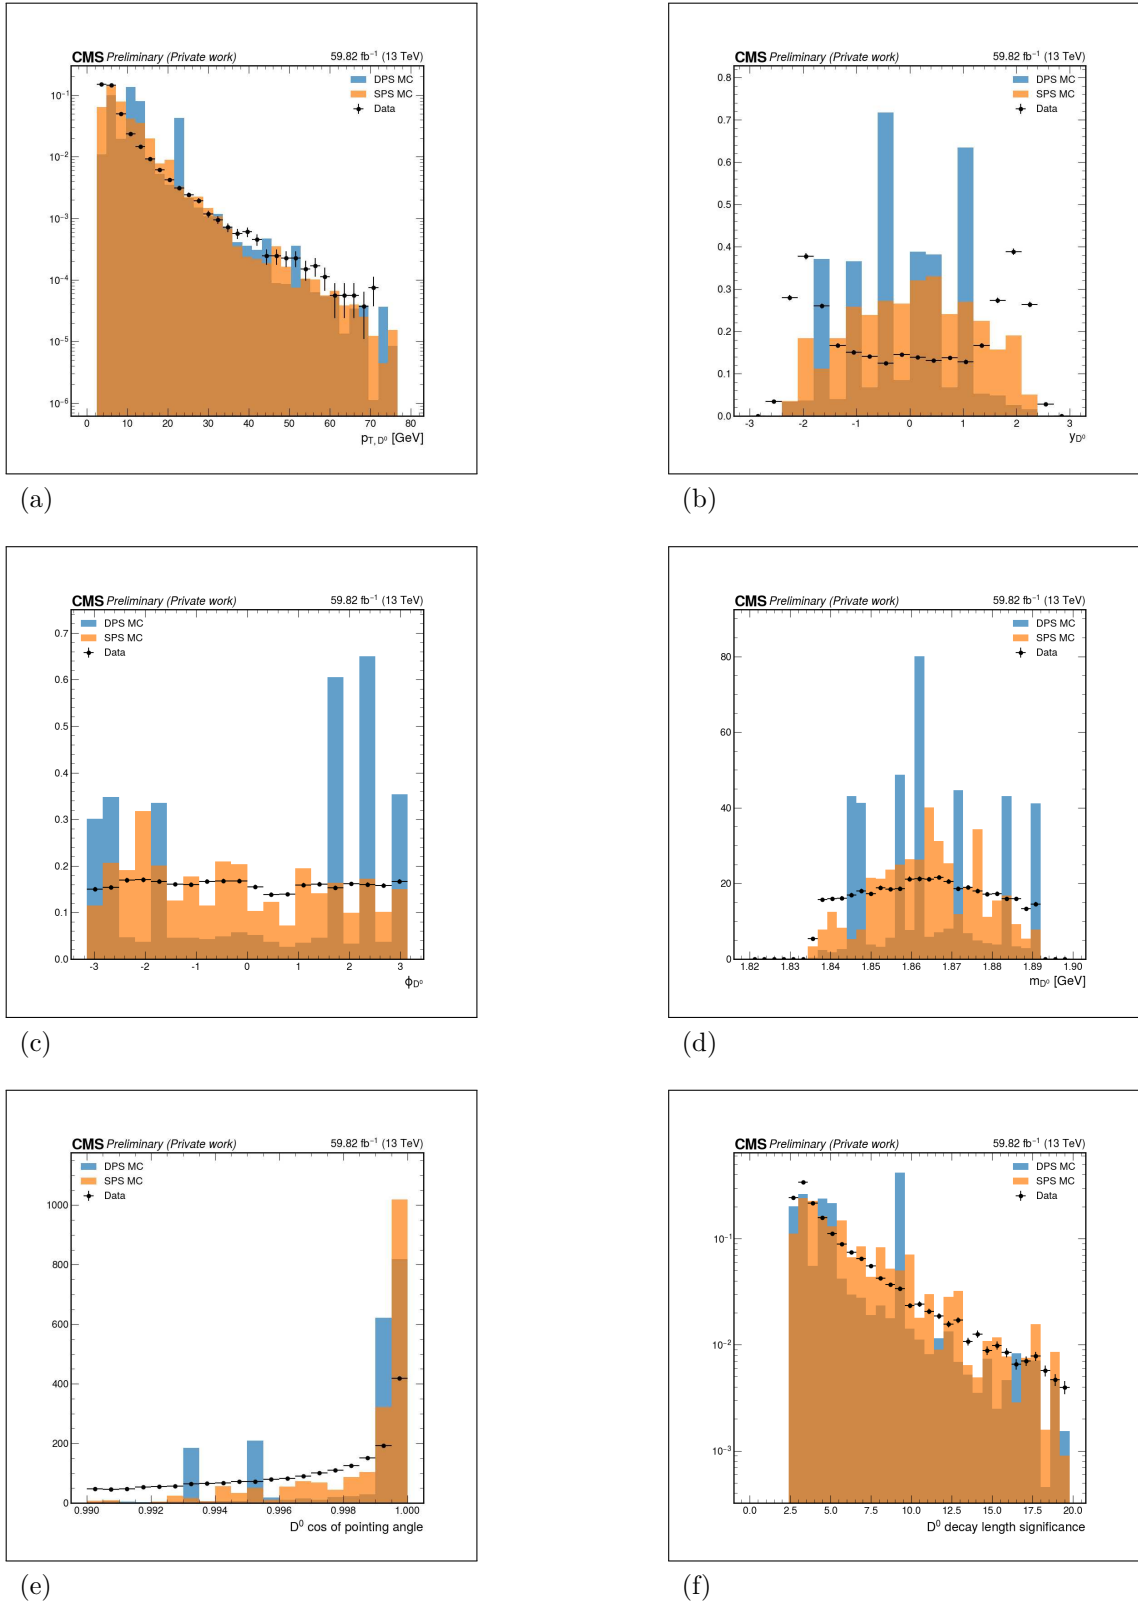 CMS Preliminary (Private work) 59.82 fb⁻¹ (13 TeV)
DPS MC
SPS MC
Data
10⁻¹
10⁻²
10⁻³
10⁻⁴
10⁻⁵
10⁻⁶
0 10 20 30 40 50 60 70 80
p_T, D⁰ [GeV]
(a)
CMS Preliminary (Private work) 59.82 fb⁻¹ (13 TeV)
DPS MC
SPS MC
Data
0.8
0.7
0.6
0.5
0.4
0.3
0.2
0.1
0.0
-3 -2 -1 0 1 2 3
y_D⁰
(b)
CMS Preliminary (Private work) 59.82 fb⁻¹ (13 TeV)
DPS MC
SPS MC
Data
0.7
0.6
0.5
0.4
0.3
0.2
0.1
0.0
-3 -2 -1 0 1 2 3
ϕ_D⁰
(c)
CMS Preliminary (Private work) 59.82 fb⁻¹ (13 TeV)
DPS MC
SPS MC
Data
80
60
40
20
0
1.82 1.83 1.84 1.85 1.86 1.87 1.88 1.89 1.90
m_D⁰ [GeV]
(d)
CMS Preliminary (Private work) 59.82 fb⁻¹ (13 TeV)
DPS MC
SPS MC
Data
1000
800
600
400
200
0
0.990 0.992 0.994 0.996 0.998 1.000
D⁰ cos of pointing angle
(e)
CMS Preliminary (Private work) 59.82 fb⁻¹ (13 TeV)
DPS MC
SPS MC
Data
10⁻¹
10⁻²
10⁻³
0.0 2.5 5.0 7.5 10.0 12.5 15.0 17.5 20.0
D⁰ decay length significance
(f)